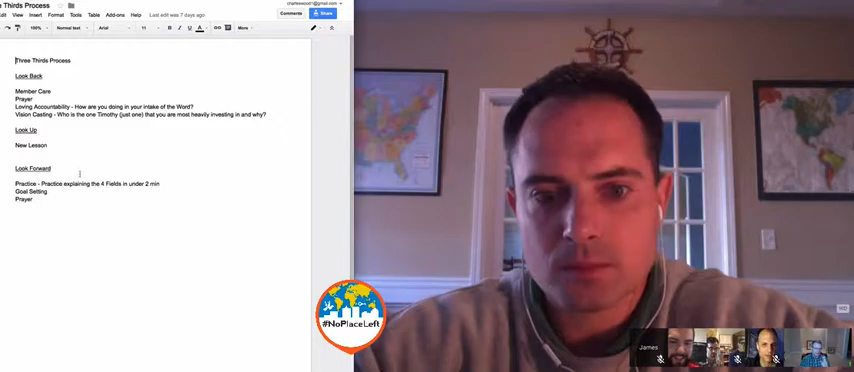 e Thirds Process
charleswood1@gmail.com
View Insert Format Tools Table Add-ons Help Last edit was 7 days ago
Comments Share
100% Normal text Arial 11 B I U A More
Three Thirds Process
Look Back
Member Care
Prayer
Loving Accountability - How are you doing in your intake of the Word?
Vision Casting - Who is the one Timothy (just one) that you are most heavily investing in and why?
Look Up
New Lesson
Look Forward
Practice - Practice explaining the 4 Fields in under 2 min
Goal Setting
Prayer
#NoPlaceLeft
HD
James